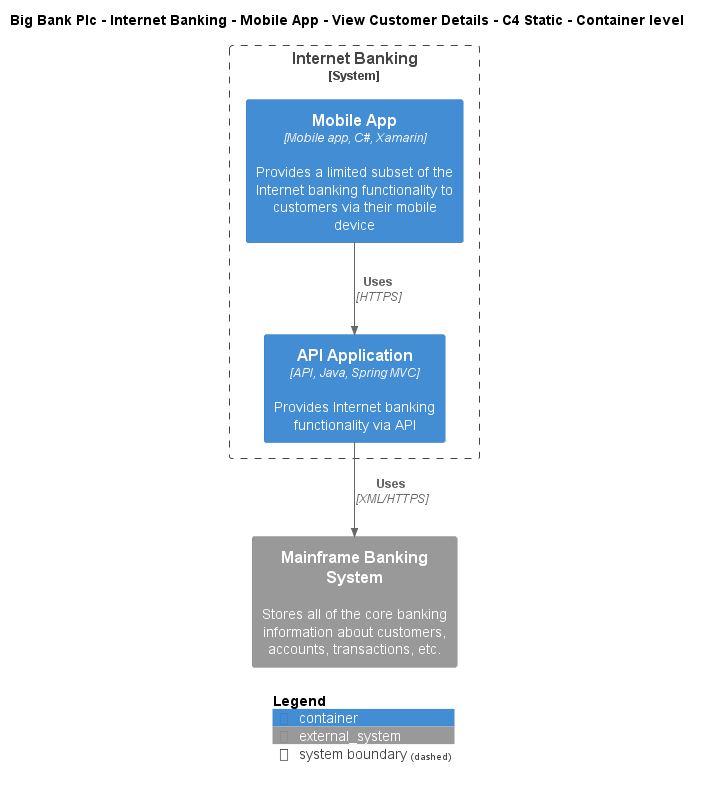 Big Bank Plc - Internet Banking - Mobile App - View Customer Details - C4 Static - Container level
Internet Banking
[System]
Mobile App
[Mobile app, C#, Xamarin]
Provides a limited subset of the
Internet banking functionality to
customers via their mobile
device
Uses
[HTTPS]
API Application
[API, Java, Spring MVC]
Provides Internet banking
functionality via API
Uses
[XML/HTTPS]
Mainframe Banking
System
Stores all of the core banking
information about customers,
accounts, transactions, etc.
Legend
container
external_system
system boundary (dashed)